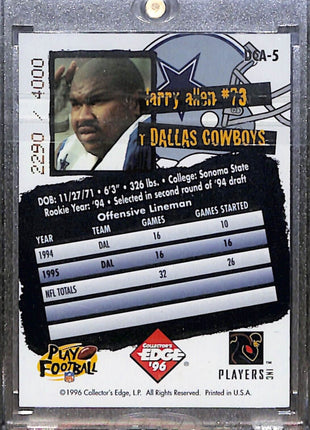 DCA-5
2290 / 4000
larry allen #73
DALLAS COWBOYS
DOB: 11/27/71 • 6'3" • 326 lbs. • College: Sonoma State
Rookie Year: '94 • Selected in second round of '94 draft
Offensive Lineman
YEAR TEAM GAMES GAMES STARTED
1994 DAL 16 10
1995 DAL 16 16
NFL TOTALS 32 26
PLAY FOOTBALL
NFL
COLLECTOR'S EDGE '96
PLAYERS INC ™
©1996 Collector's Edge, L.P. All Rights Reserved. Printed in U.S.A.